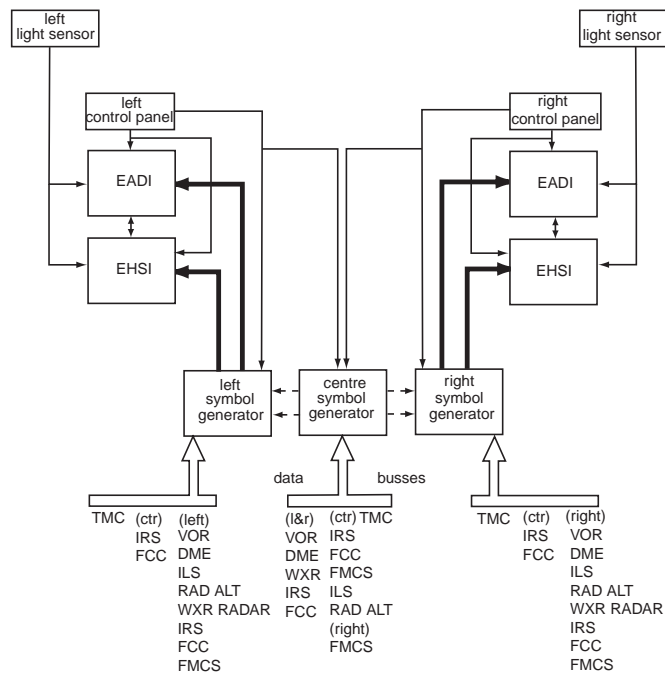 left
light sensor
right
light sensor
left
control panel
right
control panel
EADI
EADI
EHSI
EHSI
left
symbol
generator
centre
symbol
generator
right
symbol
generator
data
busses
TMC
(ctr)
IRS
FCC
(left)
VOR
DME
ILS
RAD ALT
WXR RADAR
IRS
FCC
FMCS
(l&r)
VOR
DME
WXR
IRS
FCC
(ctr) TMC
IRS
FCC
FMCS
ILS
RAD ALT
(right)
FMCS
TMC
(ctr)
IRS
FCC
(right)
VOR
DME
ILS
RAD ALT
WXR RADAR
IRS
FCC
FMCS